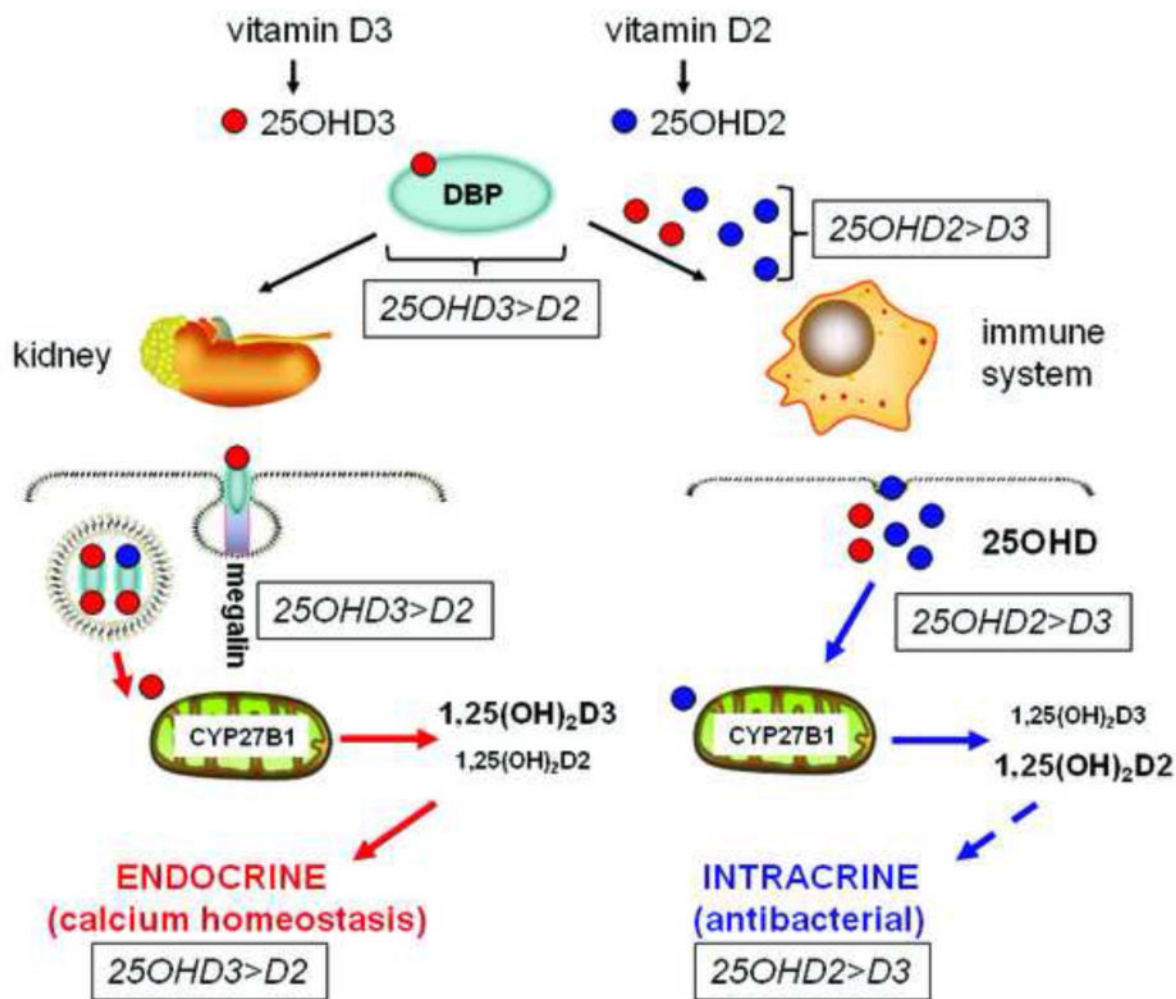 vitamin D3
vitamin D2
25OHD3
25OHD2
DBP
25OHD2>D3
25OHD3>D2
kidney
immune
system
megalin
25OHD3>D2
25OHD
25OHD2>D3
CYP27B1
1.25(OH)₂D3
1,25(OH)₂D2
CYP27B1
1,25(OH)₂D3
1.25(OH)₂D2
ENDOCRINE
(calcium homeostasis)
25OHD3>D2
INTRACRINE
(antibacterial)
25OHD2>D3